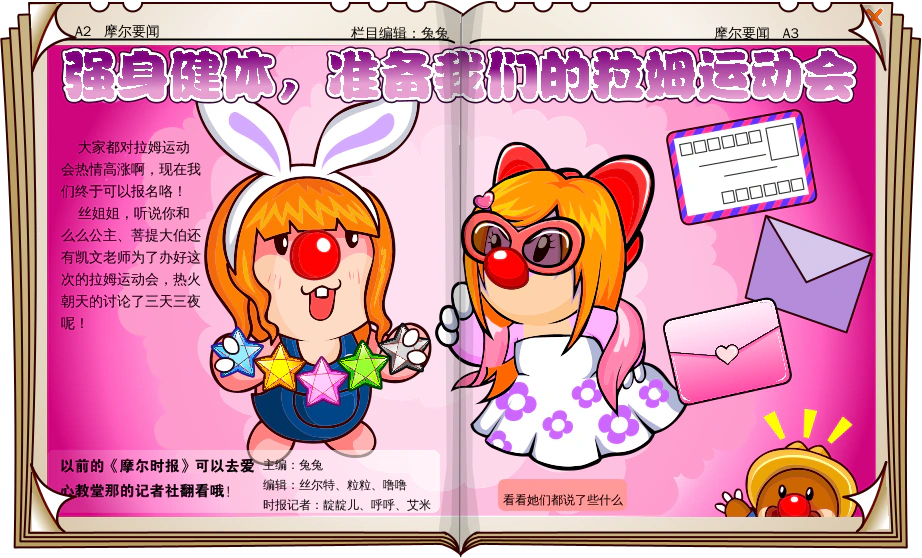 A2 摩尔要闻
栏目编辑：兔兔
摩尔要闻 A3
强身健体，准备我们的拉姆运动会
大家都对拉姆运动
会热情高涨啊，现在我
们终于可以报名咯！
丝姐姐，听说你和
么么公主、菩提大伯还
有凯文老师为了办好这
次的拉姆运动会，热火
朝天的讨论了三天三夜
呢！
以前的《摩尔时报》可以去爱
心教堂那的记者社翻看哦！
主编：兔兔
编辑：丝尔特、粒粒、噜噜
时报记者：靛靛儿、呼呼、艾米
看看她们都说了些什么